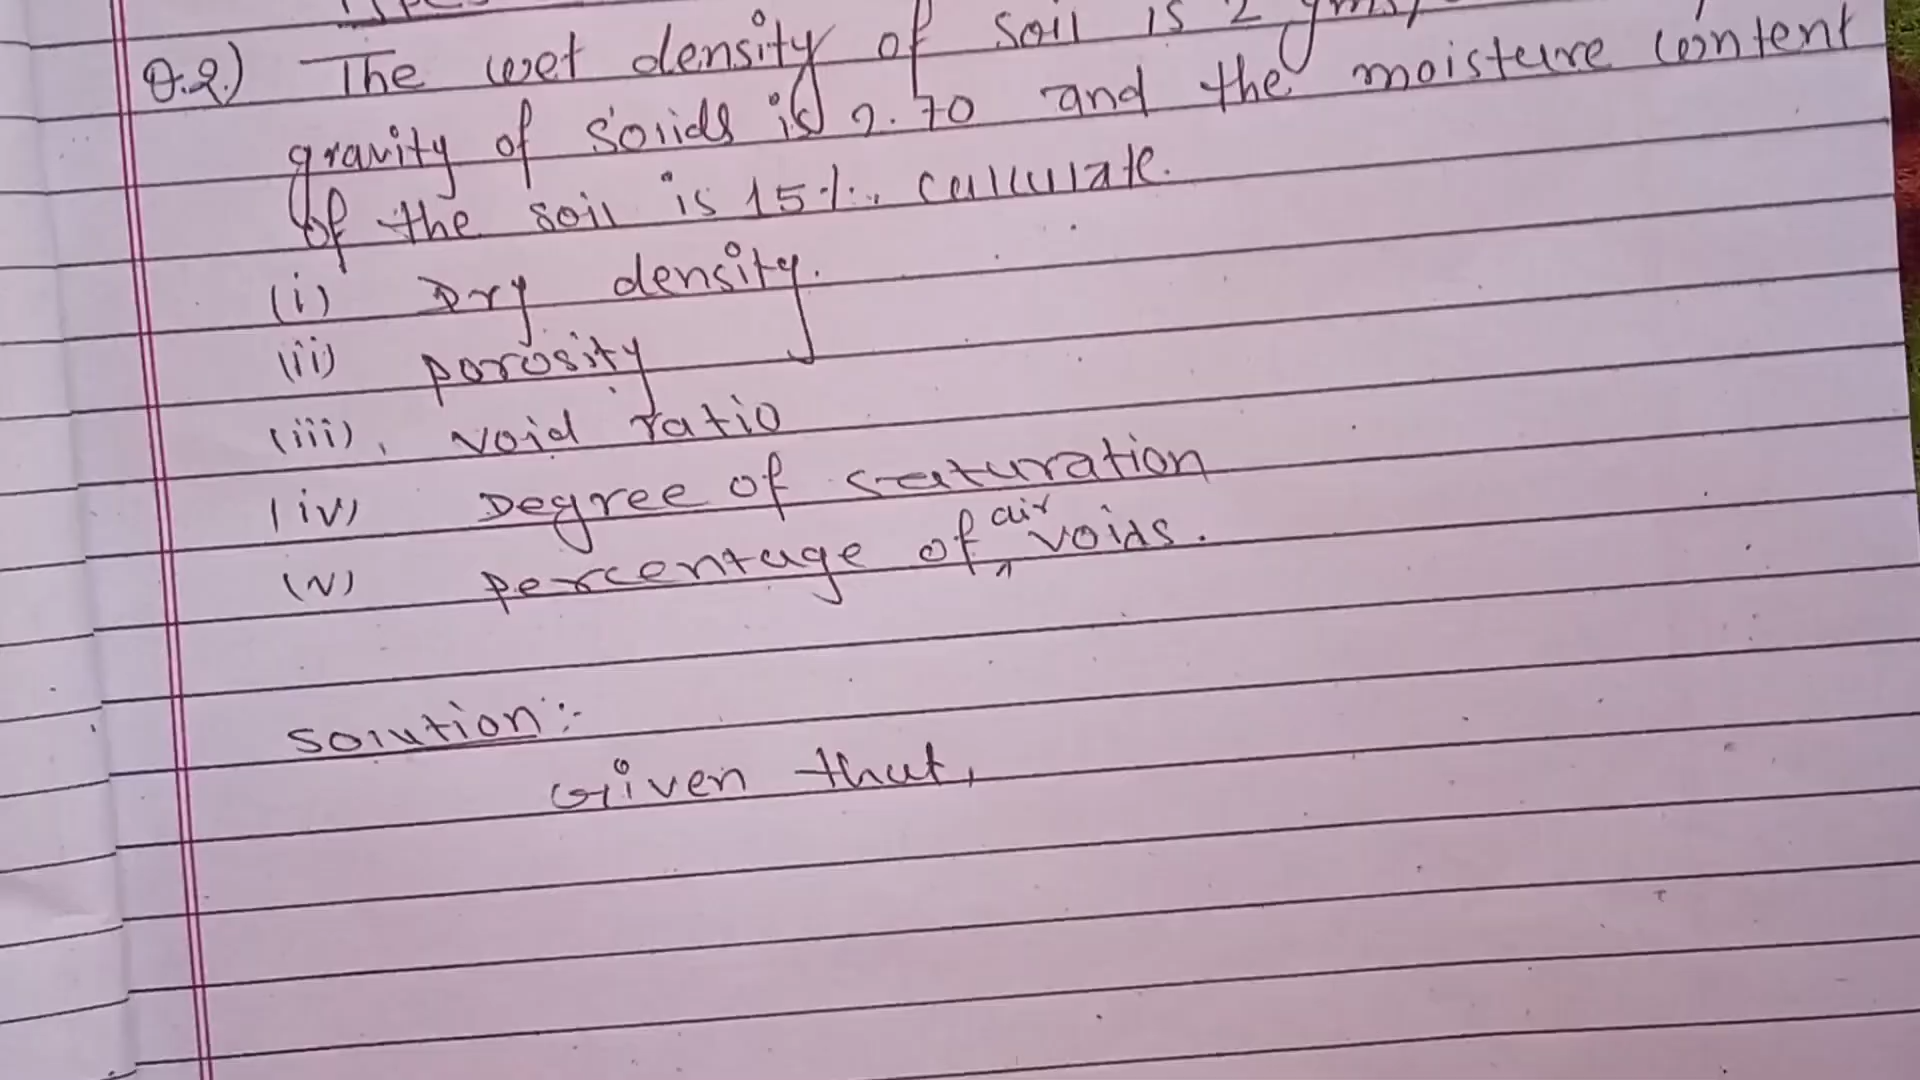 Q.2.) The wet density of soil is 2 gms/
gravity of solids is 2.70 and the moisture content
of the soil is 15%. calculate.
(i) Dry density.
(ii) porosity
(iii). void ratio
(iv) Degree of saturation
(v) percentage of air voids.
Solution:-
Given that,